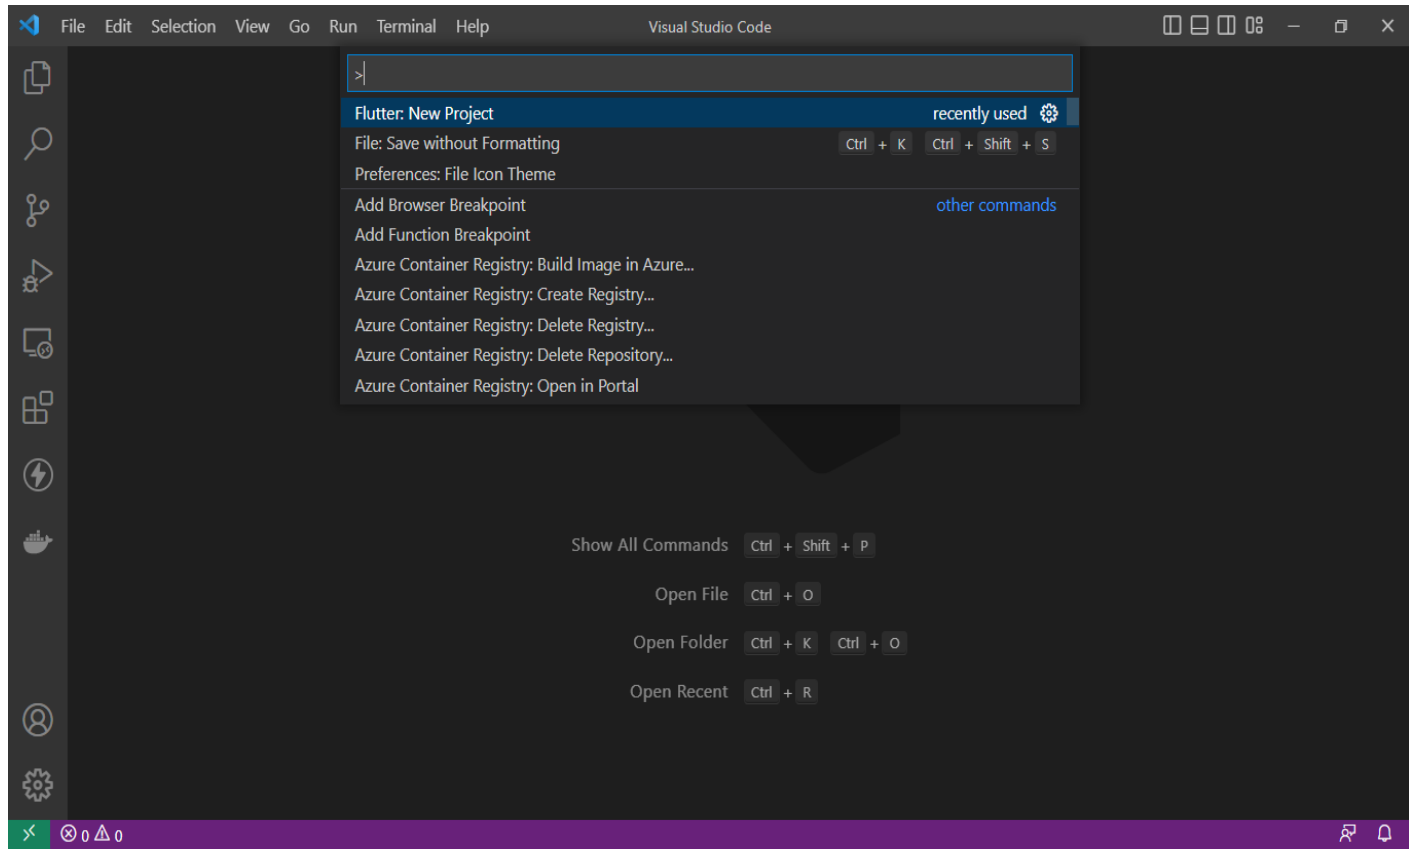 File Edit Selection View Go Run Terminal Help Visual Studio Code
>
Flutter: New Project recently used
File: Save without Formatting Ctrl + K Ctrl + Shift + S
Preferences: File Icon Theme
Add Browser Breakpoint other commands
Add Function Breakpoint
Azure Container Registry: Build Image in Azure...
Azure Container Registry: Create Registry...
Azure Container Registry: Delete Registry...
Azure Container Registry: Delete Repository...
Azure Container Registry: Open in Portal
Show All Commands Ctrl + Shift + P
Open File Ctrl + O
Open Folder Ctrl + K Ctrl + O
Open Recent Ctrl + R
0 0